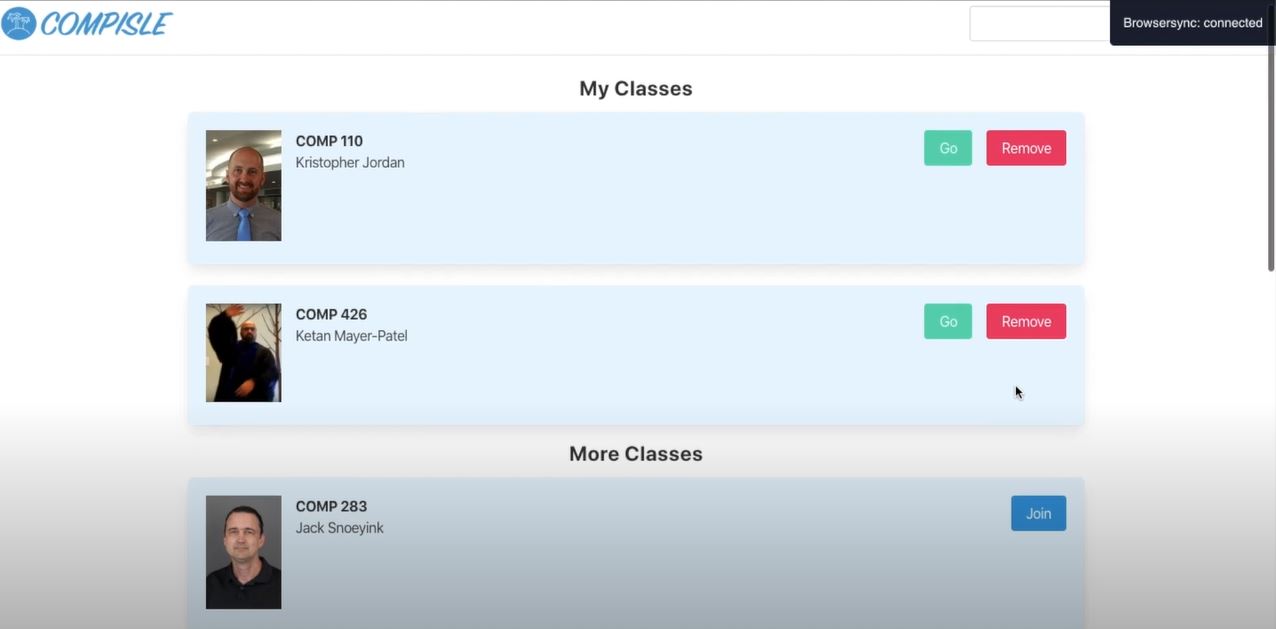 COMPISLE
Browsersync: connected
My Classes
COMP 110
Kristopher Jordan
Go
Remove
COMP 426
Ketan Mayer-Patel
Go
Remove
More Classes
COMP 283
Jack Snoeyink
Join